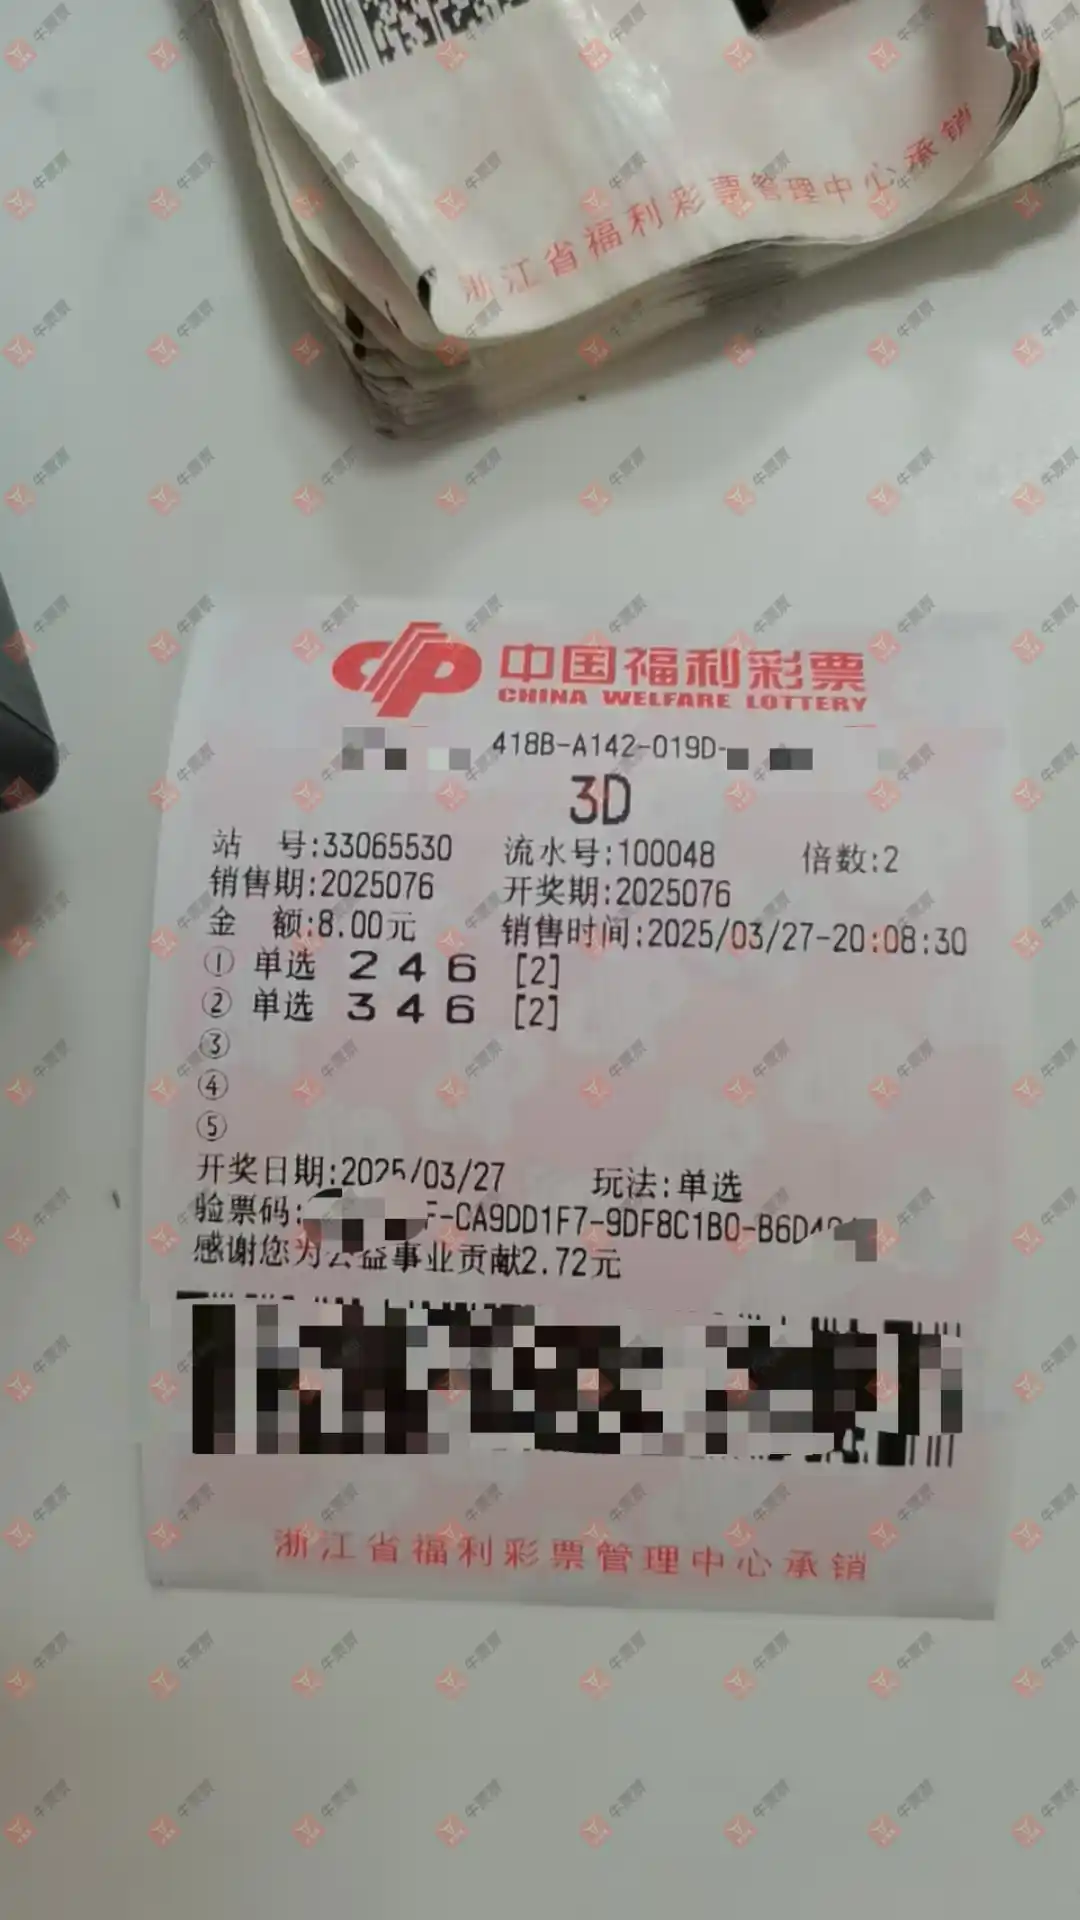 浙江省福利彩票管理中心承销
中国福利彩票
CHINA WELFARE LOTTERY
418B-A142-019D-
3D
站 号:33065530 流水号:100048 倍数:2
销售期:2025076 开奖期:2025076
金 额:8.00元 销售时间:2025/03/27-20:08:30
① 单选 2 4 6 [2]
② 单选 3 4 6 [2]
③
④
⑤
开奖日期:2025/03/27 玩法:单选
验票码: F-CA9DD1F7-9DF8C1B0-B6D4
感谢您为公益事业贡献2.72元
浙江省福利彩票管理中心承销
牛票票